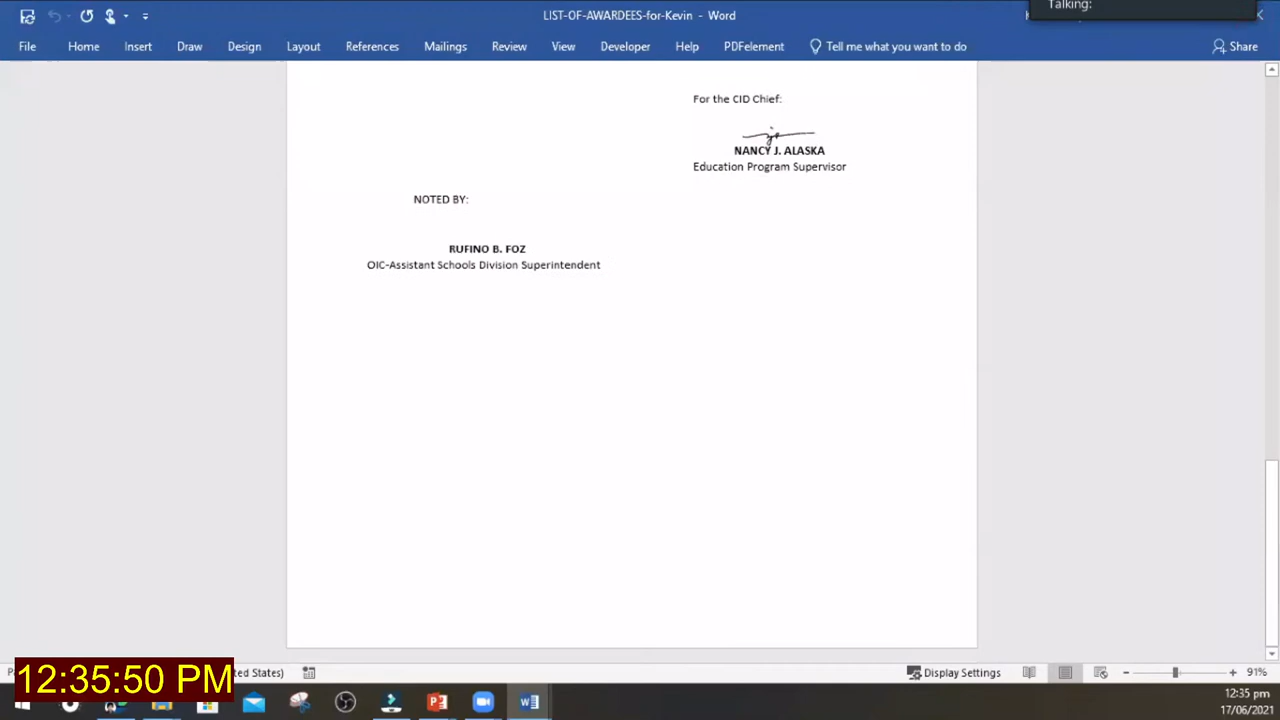 LIST-OF-AWARDEES-for-Kevin - Word
Talking:
File Home Insert Draw Design Layout References Mailings Review View Developer Help PDFelement Tell me what you want to do Share
For the CID Chief:
NANCY J. ALASKA
Education Program Supervisor
NOTED BY:
RUFINO B. FOZ
OIC-Assistant Schools Division Superintendent
12:35:50 PM
States)
Display Settings
91%
12:35 pm
17/06/2021